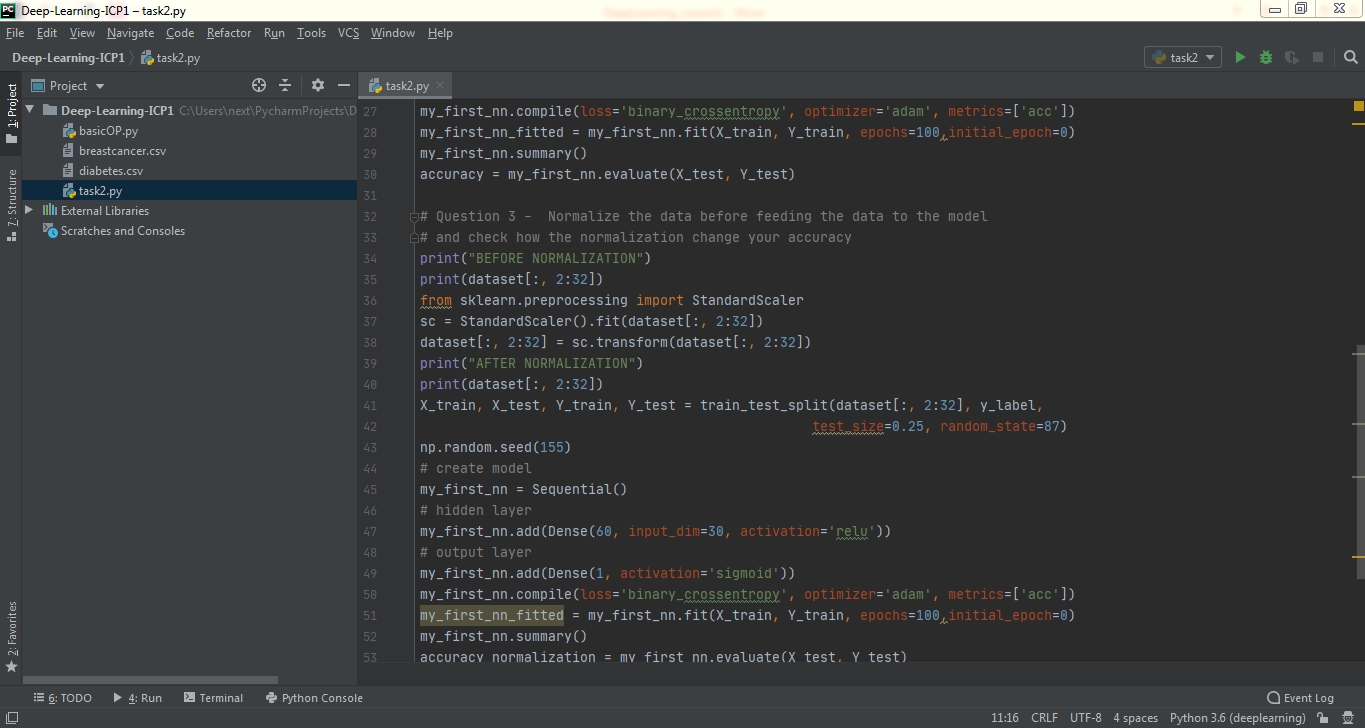 Deep-Learning-ICP1 – task2.py
File Edit View Navigate Code Refactor Run Tools VCS Window Help
Deep-Learning-ICP1 task2.py task2
Project task2.py
1: Project
7: Structure
2: Favorites
Deep-Learning-ICP1 C:\Users\next\PycharmProjects\D
basicOP.py
breastcancer.csv
diabetes.csv
task2.py
External Libraries
Scratches and Consoles
27 my_first_nn.compile(loss='binary_crossentropy', optimizer='adam', metrics=['acc'])
28 my_first_nn_fitted = my_first_nn.fit(X_train, Y_train, epochs=100,initial_epoch=0)
29 my_first_nn.summary()
30 accuracy = my_first_nn.evaluate(X_test, Y_test)
31
32 # Question 3 -  Normalize the data before feeding the data to the model
33 # and check how the normalization change your accuracy
34 print("BEFORE NORMALIZATION")
35 print(dataset[:, 2:32])
36 from sklearn.preprocessing import StandardScaler
37 sc = StandardScaler().fit(dataset[:, 2:32])
38 dataset[:, 2:32] = sc.transform(dataset[:, 2:32])
39 print("AFTER NORMALIZATION")
40 print(dataset[:, 2:32])
41 X_train, X_test, Y_train, Y_test = train_test_split(dataset[:, 2:32], y_label,
42 test_size=0.25, random_state=87)
43 np.random.seed(155)
44 # create model
45 my_first_nn = Sequential()
46 # hidden layer
47 my_first_nn.add(Dense(60, input_dim=30, activation='relu'))
48 # output layer
49 my_first_nn.add(Dense(1, activation='sigmoid'))
50 my_first_nn.compile(loss='binary_crossentropy', optimizer='adam', metrics=['acc'])
51 my_first_nn_fitted = my_first_nn.fit(X_train, Y_train, epochs=100,initial_epoch=0)
52 my_first_nn.summary()
53 accuracy_normalization = my_first_nn.evaluate(X_test, Y_test)
6: TODO 4: Run Terminal Python Console Event Log
11:16 CRLF UTF-8 4 spaces Python 3.6 (deeplearning)